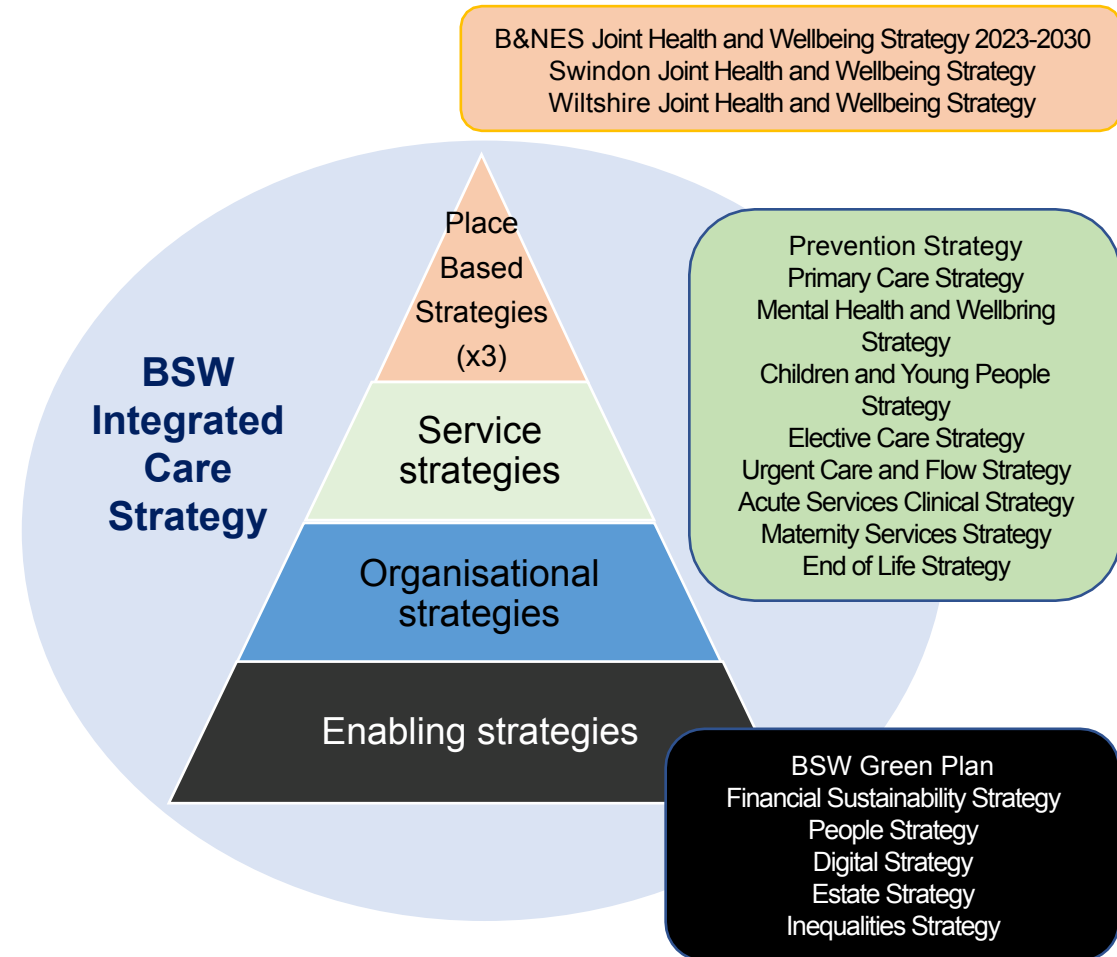 B&NES Joint Health and Wellbeing Strategy 2023-2030
Swindon Joint Health and Wellbeing Strategy
Wiltshire Joint Health and Wellbeing Strategy
Place
Based
Strategies
(x3)
BSW
Integrated
Care
Strategy
Service
strategies
Organisational
strategies
Enabling strategies
Prevention Strategy
Primary Care Strategy
Mental Health and Wellbring
Strategy
Children and Young People
Strategy
Elective Care Strategy
Urgent Care and Flow Strategy
Acute Services Clinical Strategy
Maternity Services Strategy
End of Life Strategy
BSW Green Plan
Financial Sustainability Strategy
People Strategy
Digital Strategy
Estate Strategy
Inequalities Strategy